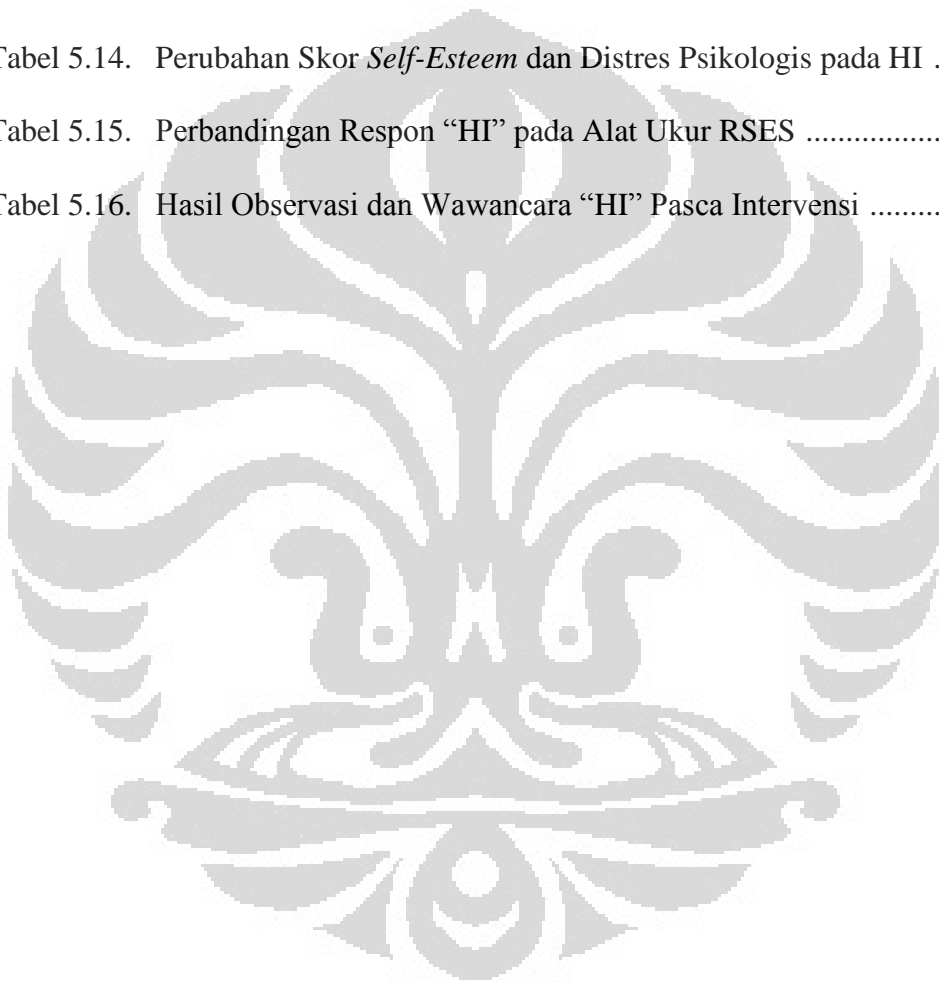 Tabel 5.14. Perubahan Skor Self-Esteem dan Distres Psikologis pada HI .
Tabel 5.15. Perbandingan Respon “HI” pada Alat Ukur RSES .................
Tabel 5.16. Hasil Observasi dan Wawancara “HI” Pasca Intervensi .........